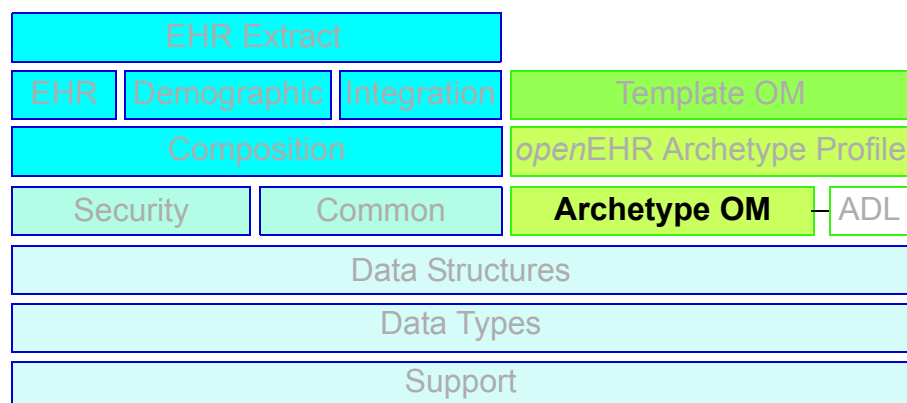 EHR Extract
EHR Demographic Integration Template OM
Composition openEHR Archetype Profile
Security Common Archetype OM ADL
Data Structures
Data Types
Support